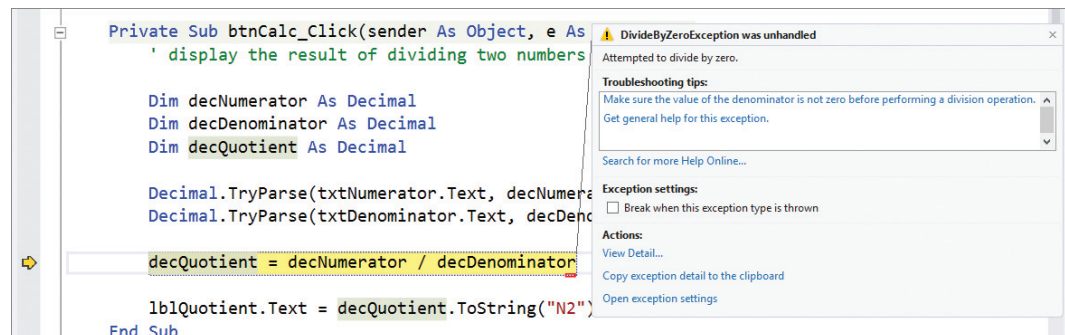 Private Sub btnCalc_Click(sender As Object, e As
' display the result of dividing two numbers
Dim decNumerator As Decimal
Dim decDenominator As Decimal
Dim decQuotient As Decimal
Decimal.TryParse(txtNumerator.Text, decNumera
Decimal.TryParse(txtDenominator.Text, decDeno
decQuotient = decNumerator / decDenominator
lblQuotient.Text = decQuotient.ToString("N2")
End Sub
DivideByZeroException was unhandled
Attempted to divide by zero.
Troubleshooting tips:
Make sure the value of the denominator is not zero before performing a division operation.
Get general help for this exception.
Search for more Help Online...
Exception settings:
Break when this exception type is thrown
Actions:
View Detail...
Copy exception detail to the clipboard
Open exception settings